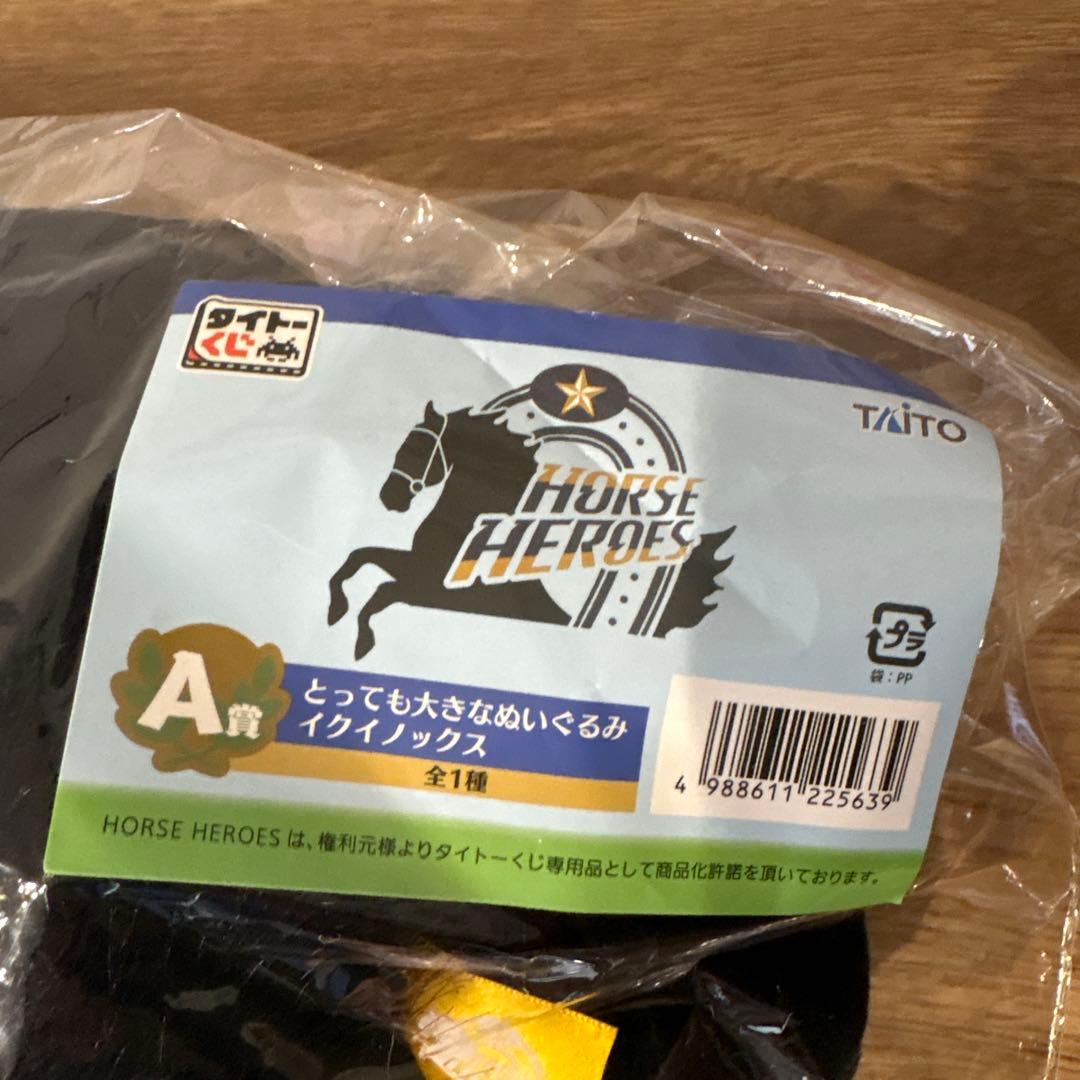 タイトー
くじ
TAITO
HORSE
HEROES
プラ
袋：PP
A賞
とっても大きなぬいぐるみ
イクイノックス
全1種
4 988611 225639
HORSE HEROESは、権利元様よりタイトーくじ専用品として商品化許諾を頂いております。